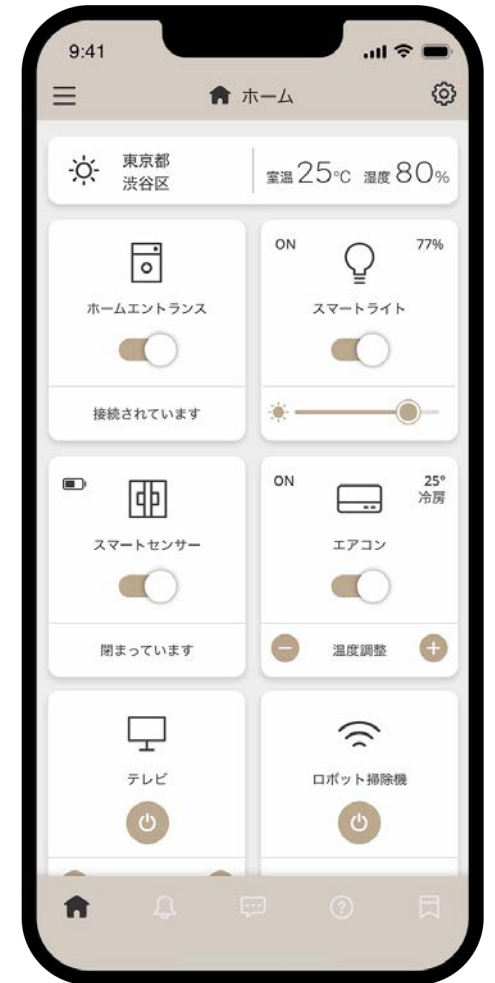 9:41
ホーム
東京都
渋谷区
室温 25°C 湿度 80%
ホームエントランス
接続されています
ON 77%
スマートライト
スマートセンサー
閉まっています
ON 25°
冷房
エアコン
温度調整
テレビ
ロボット掃除機